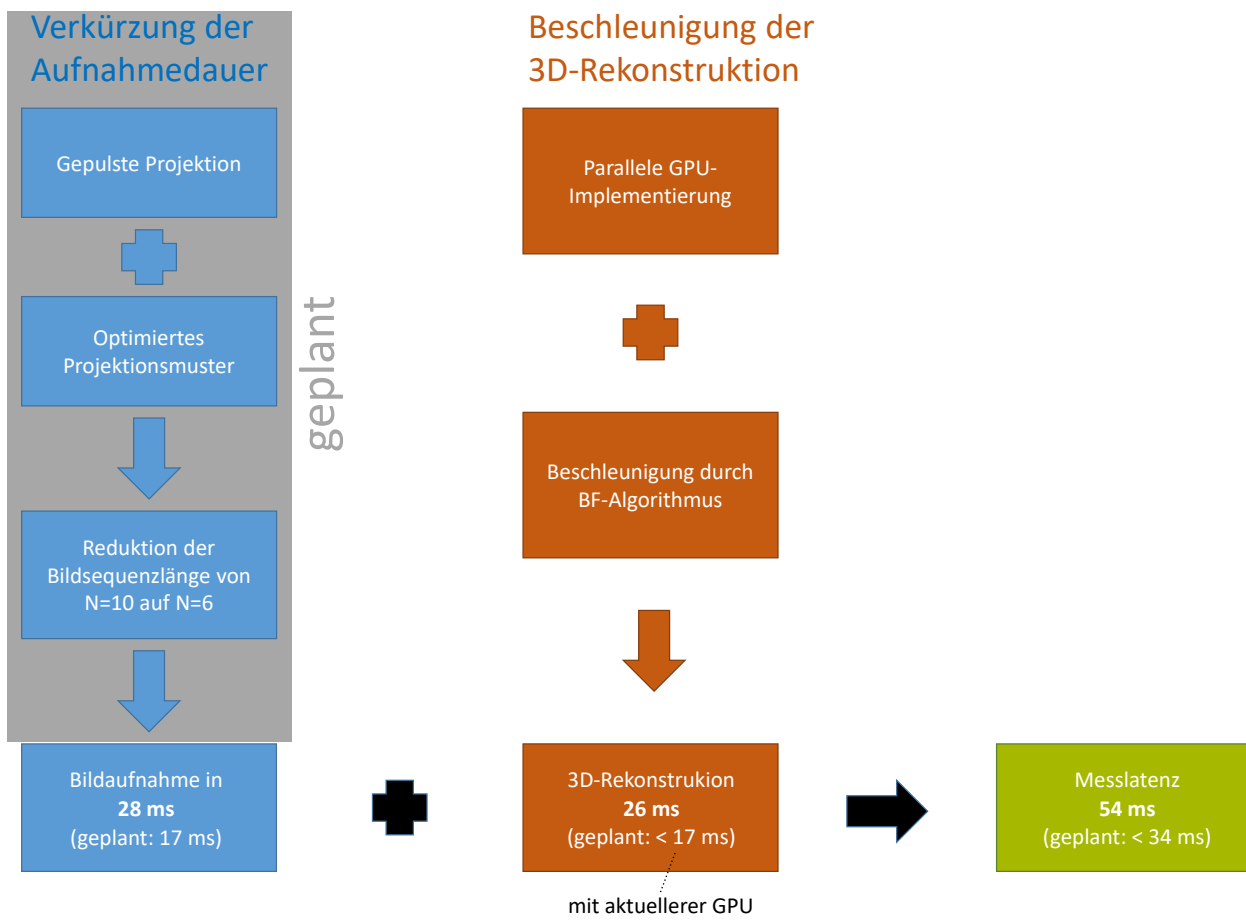 Verkürzung der
Aufnahmedauer
Gepulste Projektion
Optimiertes
Projektionsmuster
Reduktion der
Bildsequenzlänge von
N=10 auf N=6
Bildaufnahme in
28 ms
(geplant: 17 ms)
geplant
Beschleunigung der
3D-Rekonstruktion
Parallele GPU-
Implementierung
Beschleunigung durch
BF-Algorithmus
3D-Rekonstrukion
26 ms
(geplant: < 17 ms)
mit aktuellerer GPU
Messlatenz
54 ms
(geplant: < 34 ms)